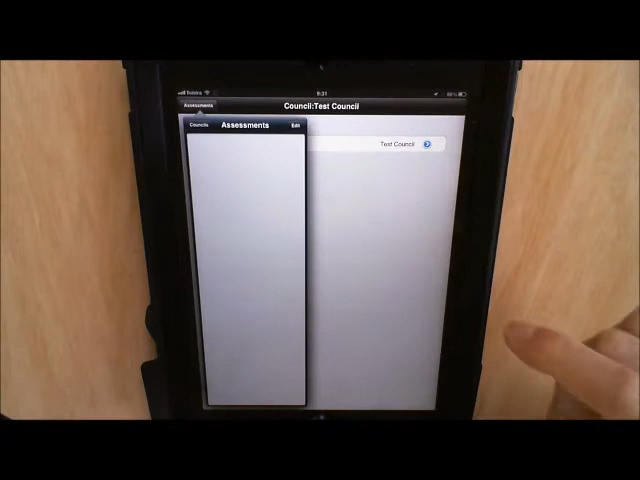 Telstra 9:31
Assessments Council:Test Council
Councils Assessments Edit
Test Council